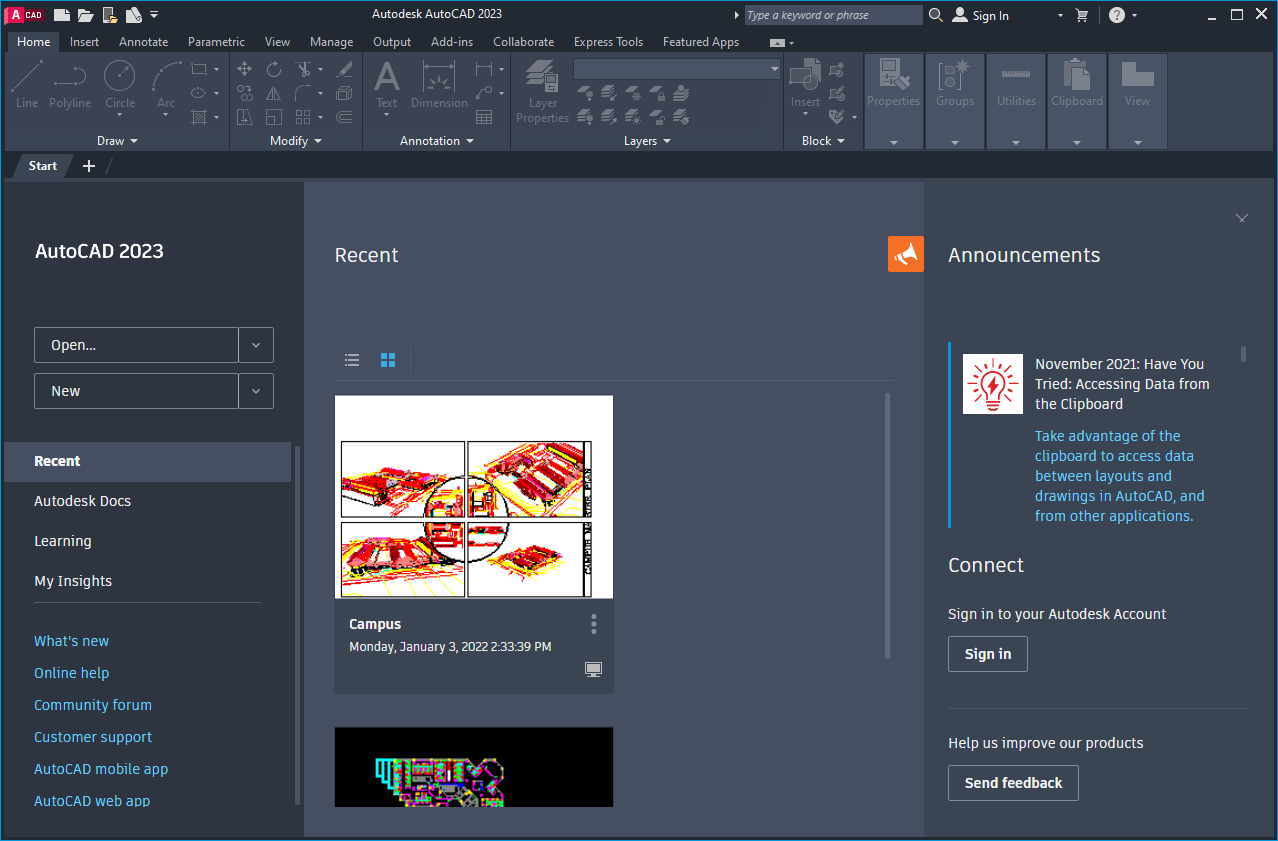 A CAD
Autodesk AutoCAD 2023
Type a keyword or phrase
Sign In
Home
Insert
Annotate
Parametric
View
Manage
Output
Add-ins
Collaborate
Express Tools
Featured Apps
Line
Polyline
Circle
Arc
Text
Dimension
Layer
Properties
Insert
Properties
Groups
Utilities
Clipboard
View
Draw
Modify
Annotation
Layers
Block
Start
AutoCAD 2023
Open...
New
Recent
Autodesk Docs
Learning
My Insights
What's new
Online help
Community forum
Customer support
AutoCAD mobile app
AutoCAD web app
Recent
Campus
Monday, January 3, 2022 2:33:39 PM
Announcements
November 2021: Have You
Tried: Accessing Data from
the Clipboard
Take advantage of the
clipboard to access data
between layouts and
drawings in AutoCAD, and
from other applications.
Connect
Sign in to your Autodesk Account
Sign in
Help us improve our products
Send feedback